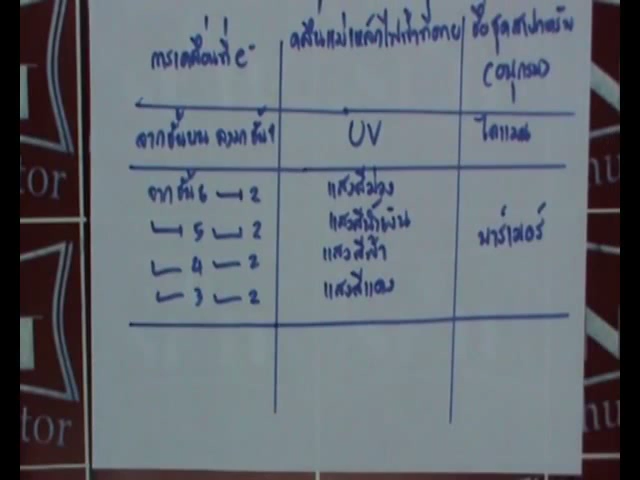 การเคลื่อนที่ e⁻ คลื่นแม่เหล็กไฟฟ้าที่คาย ชื่อชุดสเปกตรัม
(อนุกรม)
จากชั้นบน ลงมาชั้น 1 UV ไลแมน
จากชั้น 6 — 2 แสงสีม่วง
5 — 2 แสงสีน้ำเงิน
บาร์เมอร์
4 — 2 แสงสีฟ้า
3 — 2 แสงสีแดง
tor
nu
tor
nu